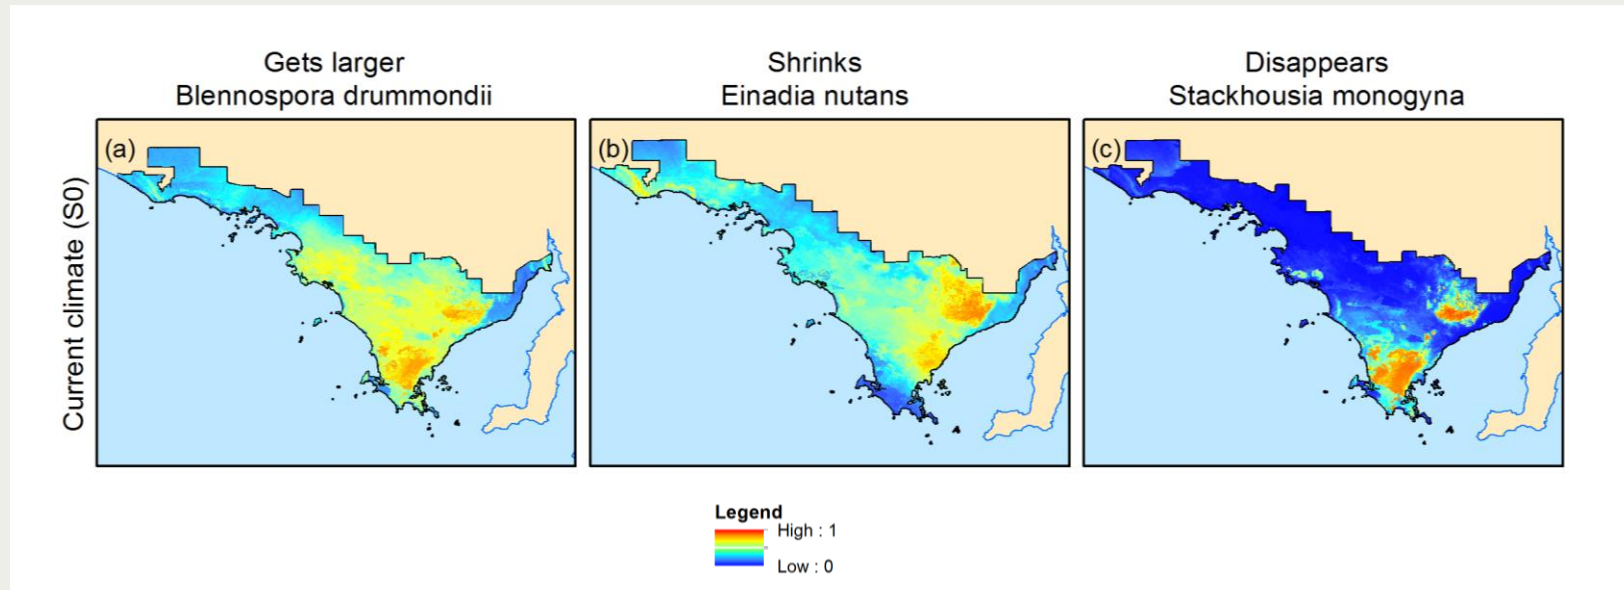 Gets larger
Blennospora drummondii
Shrinks
Einadia nutans
Disappears
Stackhousia monogyna
Current climate (S0)
(a)
(b)
(c)
Legend
High : 1
Low : 0